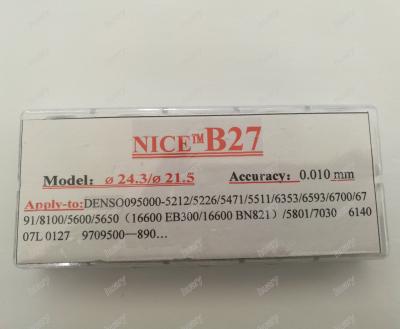 NICE™B27
Model: ø 24.3/ø 21.5 Accuracy: 0.010 mm
Apply-to:DENSO095000-5212/5226/5471/5511/6353/6593/6700/67
91/8100/5600/5650（16600 EB300/16600 BN821）/5801/7030 6140
07L 0127 9709500—890...